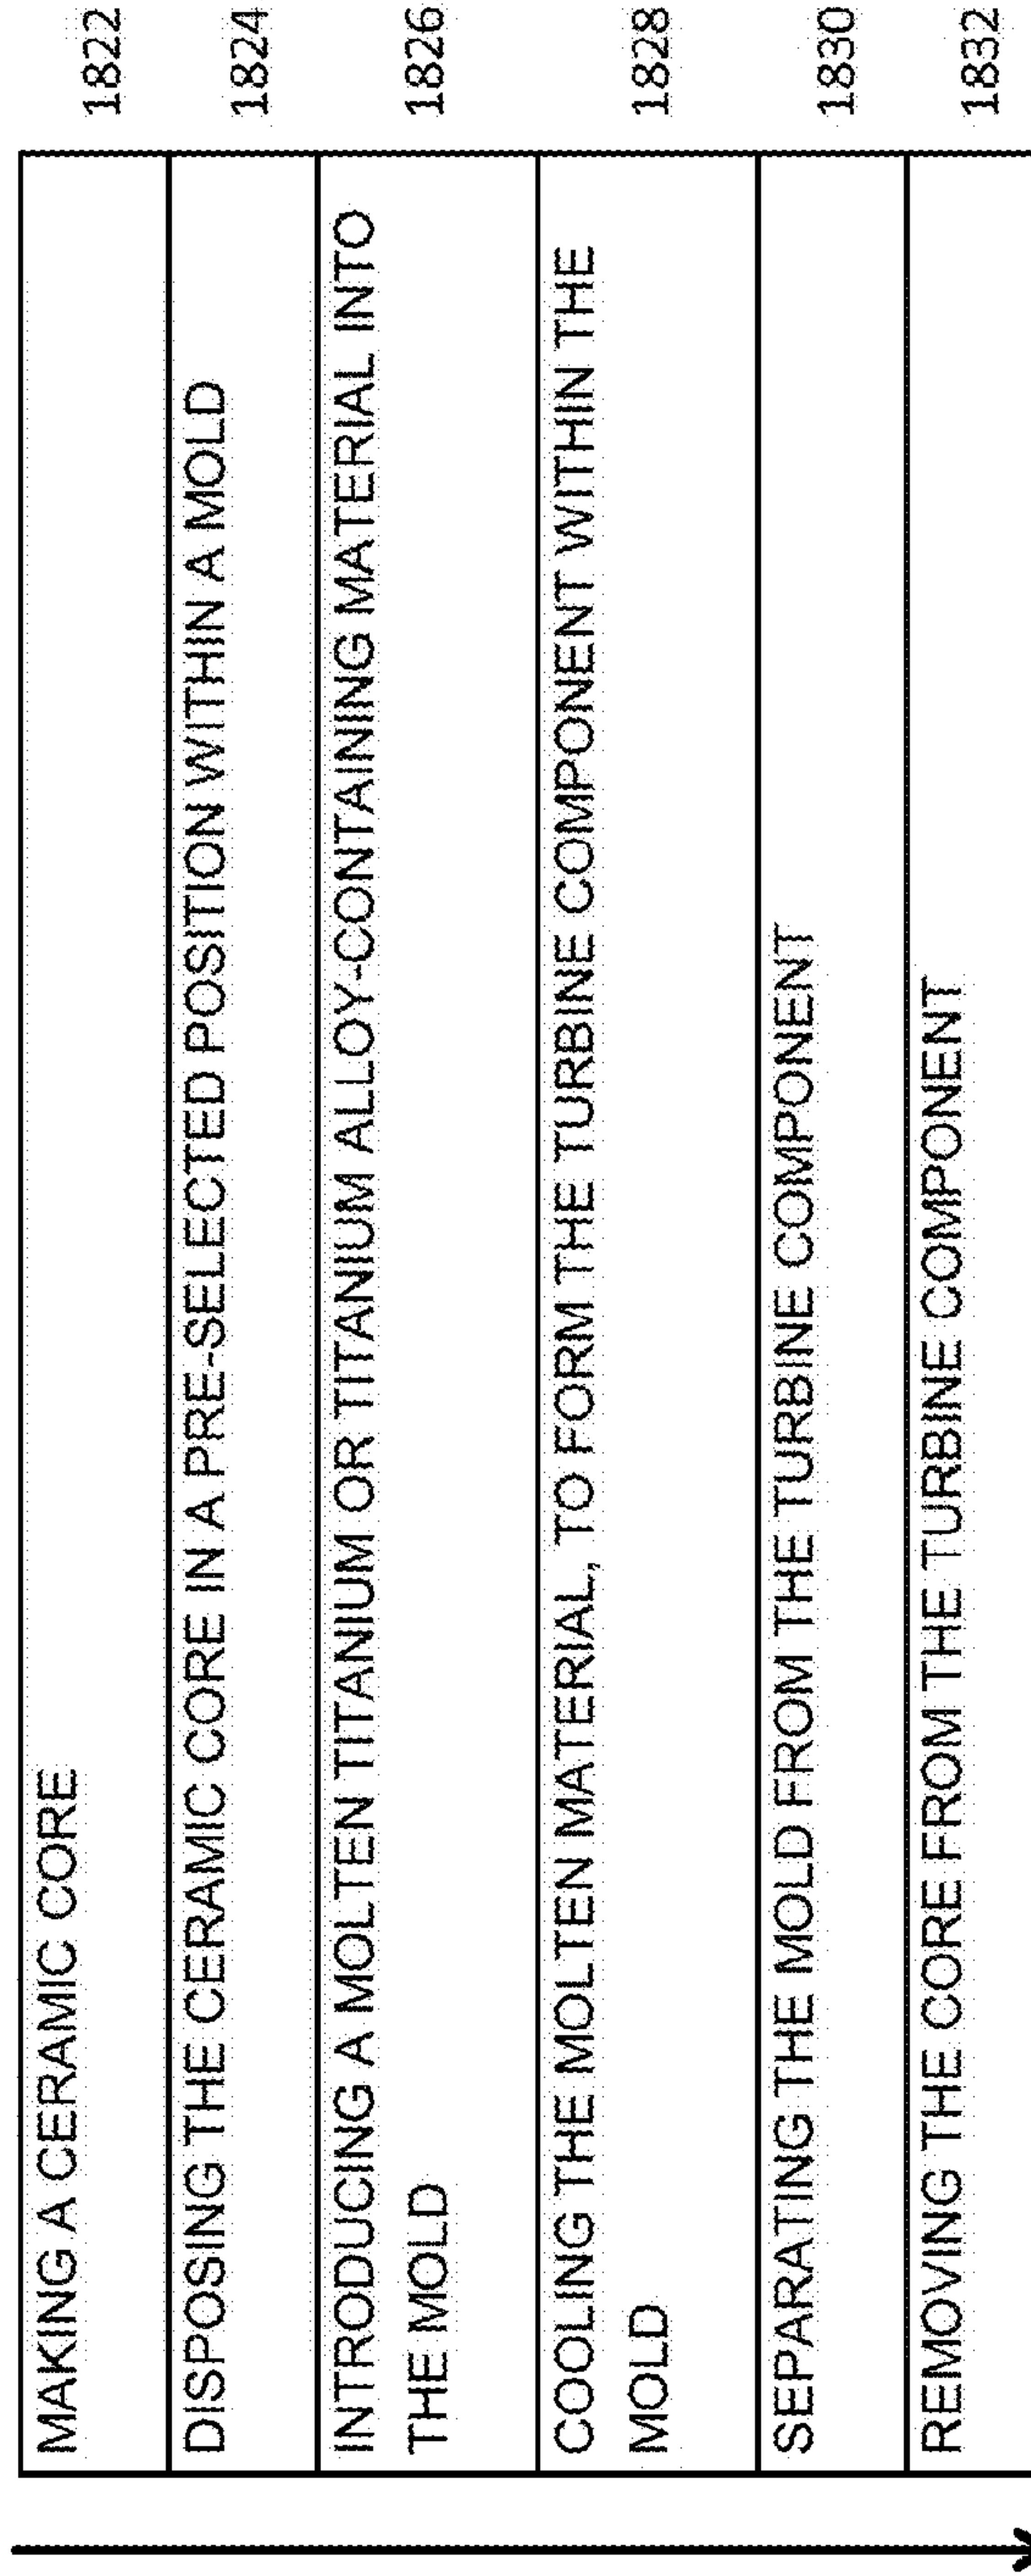 MAKING A CERAMIC CORE 1822
DISPOSING THE CERAMIC CORE IN A PRE-SELECTED POSITION WITHIN A MOLD 1824
INTRODUCING A MOLTEN TITANIUM OR TITANIUM ALLOY-CONTAINING MATERIAL INTO 1826
THE MOLD
COOLING THE MOLTEN MATERIAL, TO FORM THE TURBINE COMPONENT WITHIN THE
MOLD 1828
SEPARATING THE MOLD FROM THE TURBINE COMPONENT 1830
REMOVING THE CORE FROM THE TURBINE COMPONENT 1832